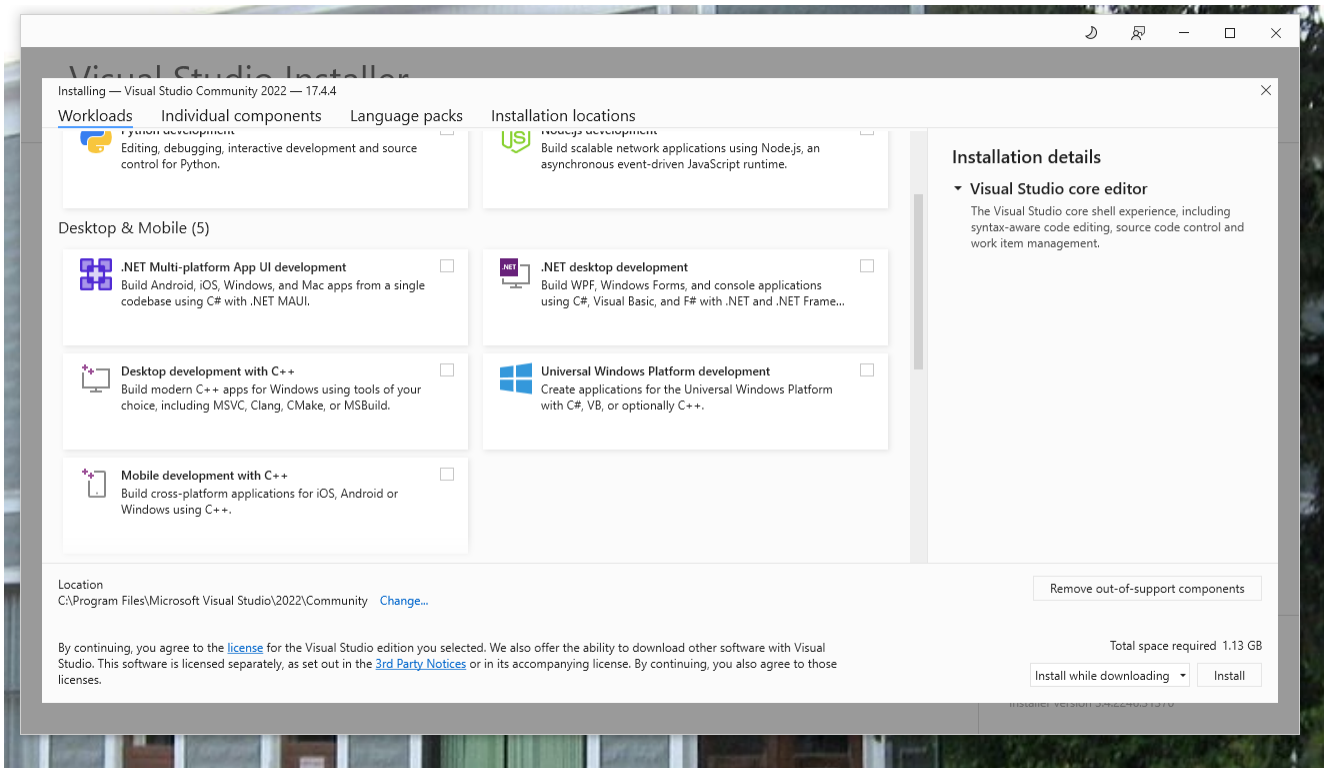 Visual Studio Installer
Installing — Visual Studio Community 2022 — 17.4.4
Workloads
Individual components
Language packs
Installation locations
Python development
Editing, debugging, interactive development and source
control for Python.
Node.js development
Build scalable network applications using Node.js, an
asynchronous event-driven JavaScript runtime.
Desktop & Mobile (5)
.NET Multi-platform App UI development
Build Android, iOS, Windows, and Mac apps from a single
codebase using C# with .NET MAUI.
.NET
.NET desktop development
Build WPF, Windows Forms, and console applications
using C#, Visual Basic, and F# with .NET and .NET Frame...
Desktop development with C++
Build modern C++ apps for Windows using tools of your
choice, including MSVC, Clang, CMake, or MSBuild.
Universal Windows Platform development
Create applications for the Universal Windows Platform
with C#, VB, or optionally C++.
Mobile development with C++
Build cross-platform applications for iOS, Android or
Windows using C++.
Installation details
Visual Studio core editor
The Visual Studio core shell experience, including
syntax-aware code editing, source code control and
work item management.
Location
C:\Program Files\Microsoft Visual Studio\2022\Community Change...
Remove out-of-support components
By continuing, you agree to the license for the Visual Studio edition you selected. We also offer the ability to download other software with Visual
Studio. This software is licensed separately, as set out in the 3rd Party Notices or in its accompanying license. By continuing, you also agree to those
licenses.
Total space required 1.13 GB
Install while downloading
Install
Installer version